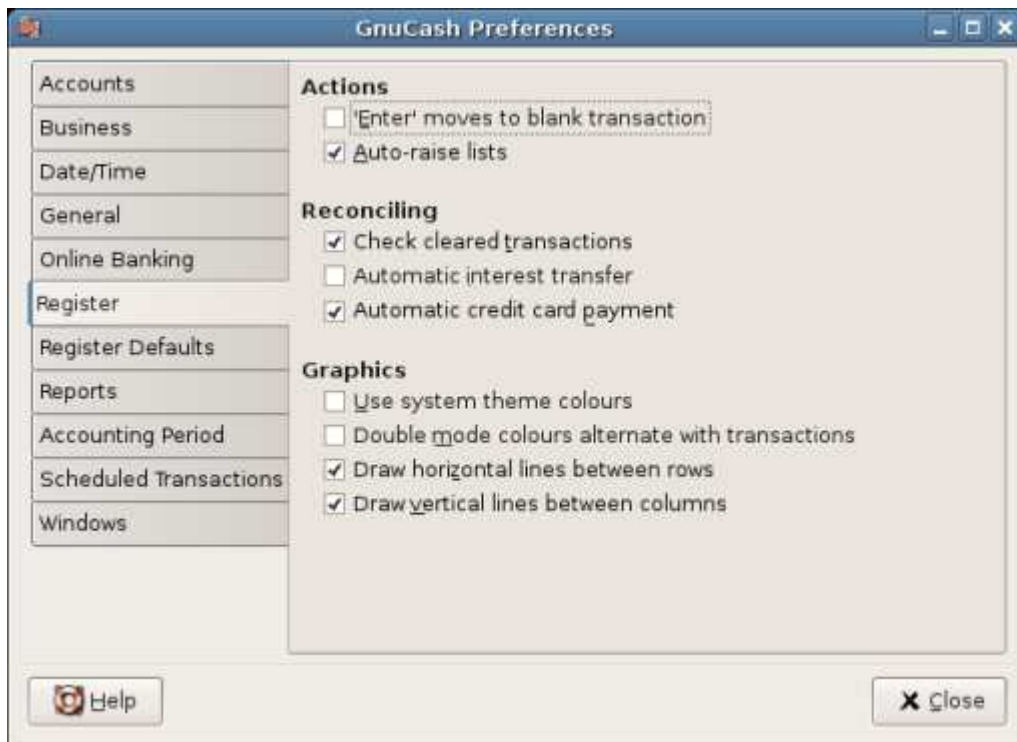 GnuCash Preferences
Accounts
Business
Date/Time
General
Online Banking
Register
Register Defaults
Reports
Accounting Period
Scheduled Transactions
Windows
Actions
'Enter' moves to blank transaction
Auto-raise lists
Reconciling
Check cleared transactions
Automatic interest transfer
Automatic credit card payment
Graphics
Use system theme colours
Double mode colours alternate with transactions
Draw horizontal lines between rows
Draw vertical lines between columns
Help
Close